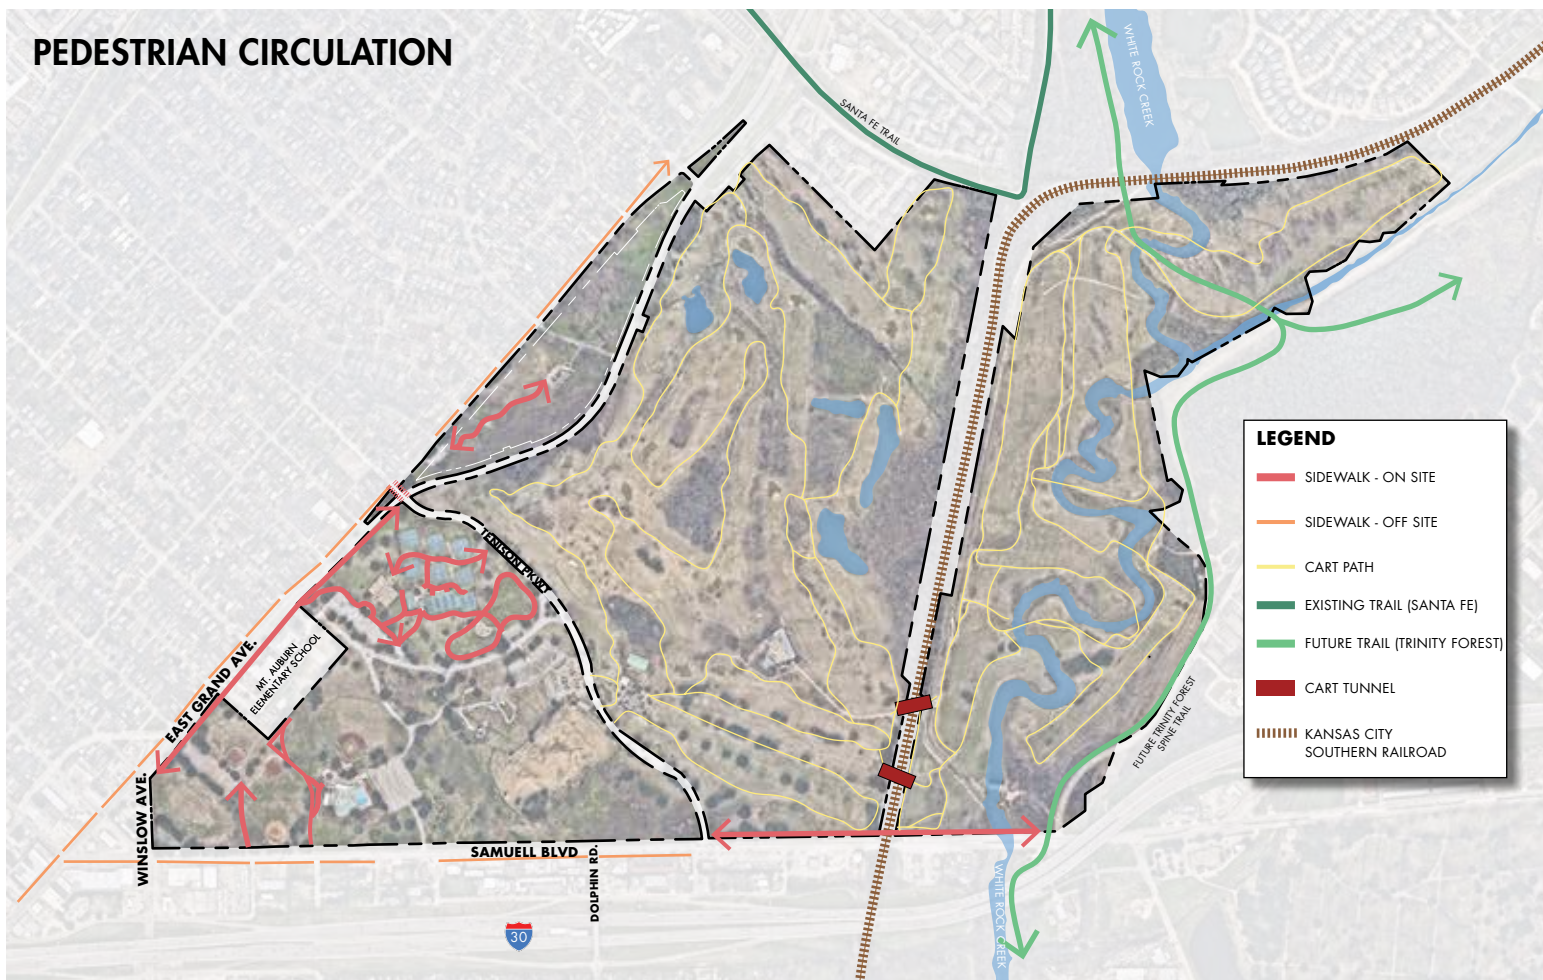 PEDESTRIAN CIRCULATION
WHITE ROCK CREEK
SANTA FE TRAIL
TENISON PKWY
MT. AUBURN
ELEMENTARY SCHOOL
EAST GRAND AVE.
WINSLOW AVE.
SAMUELL BLVD
DOLPHIN RD.
30
WHITE ROCK CREEK
FUTURE TRINITY FOREST
SPINE TRAIL
LEGEND
SIDEWALK - ON SITE
SIDEWALK - OFF SITE
CART PATH
EXISTING TRAIL (SANTA FE)
FUTURE TRAIL (TRINITY FOREST)
CART TUNNEL
KANSAS CITY
SOUTHERN RAILROAD